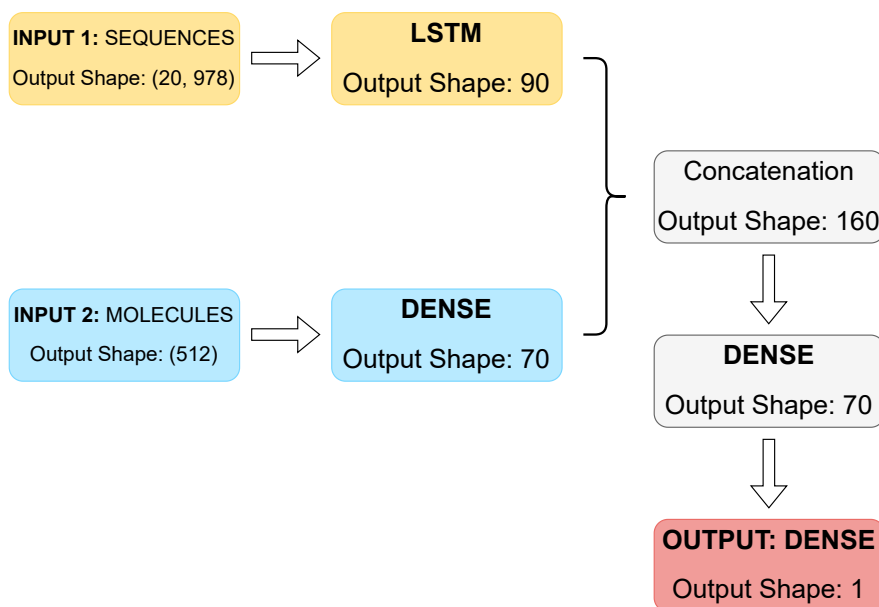 INPUT 1: SEQUENCES
Output Shape: (20, 978)
LSTM
Output Shape: 90
INPUT 2: MOLECULES
Output Shape: (512)
DENSE
Output Shape: 70
Concatenation
Output Shape: 160
DENSE
Output Shape: 70
OUTPUT: DENSE
Output Shape: 1